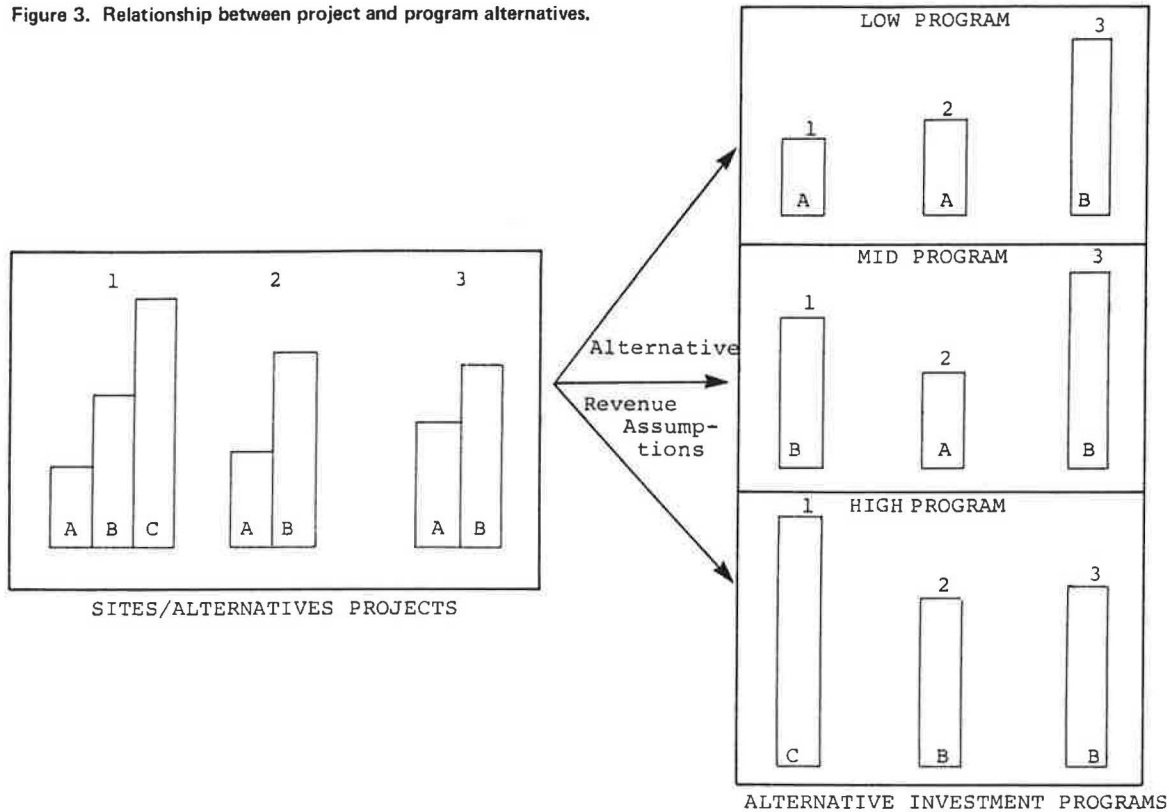 Figure 3. Relationship between project and program alternatives.
LOW PROGRAM
1
2
3
A
A
B
MID PROGRAM
1
2
3
B
A
B
HIGH PROGRAM
1
2
3
C
B
B
ALTERNATIVE INVESTMENT PROGRAMS
1
2
3
A B C
A B
A B
SITES/ALTERNATIVES PROJECTS
Alternative
Revenue
Assump-
tions